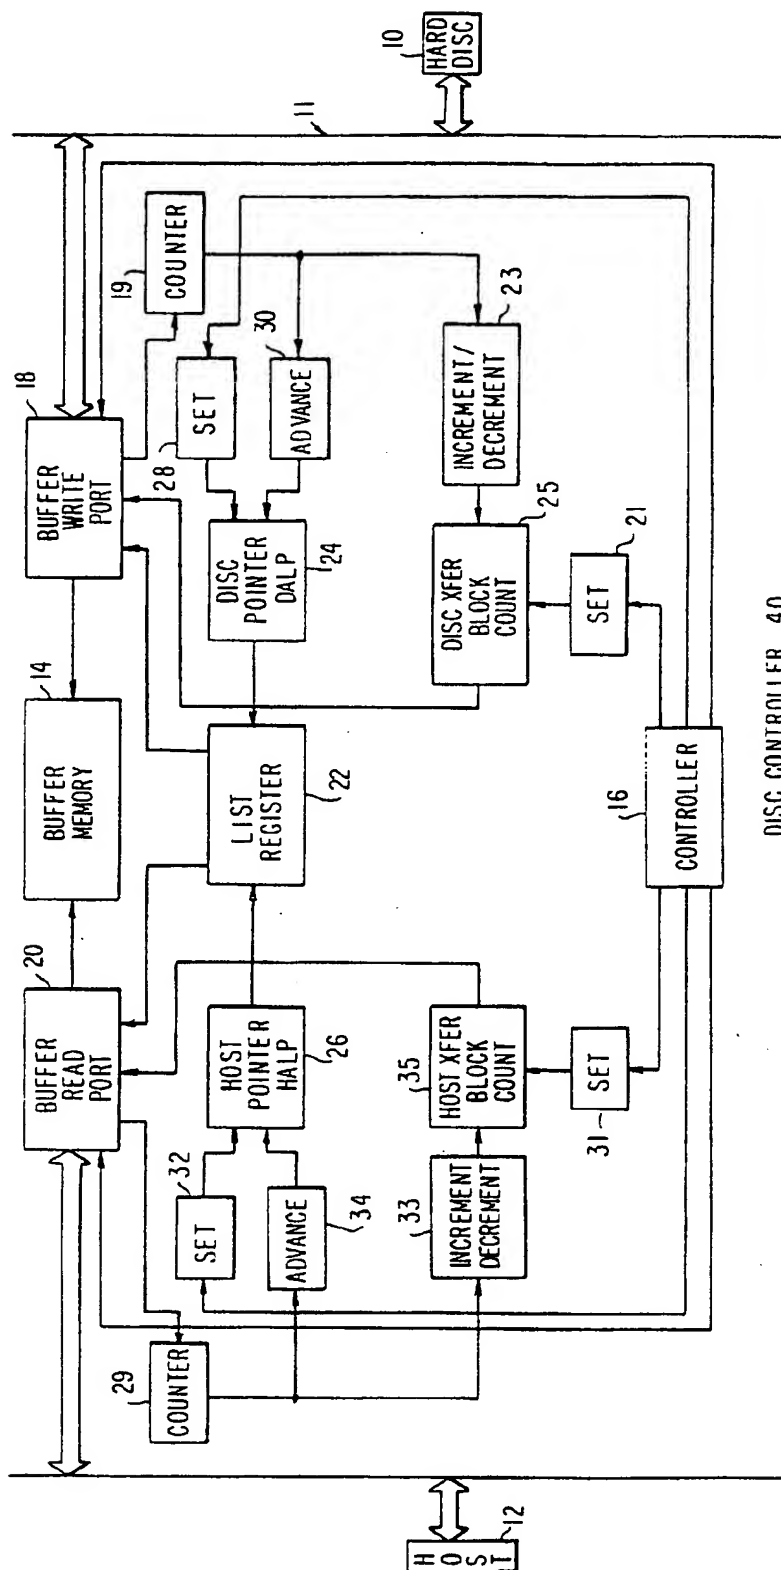 20
BUFFER
READ
PORT
14
BUFFER
MEMORY
18
BUFFER
WRITE
PORT
29
COUNTER
32
SET
ADVANCE
34
HOST
POINTER
HALP
26
LIST
REGISTER
22
DISC
POINTER
DALP
24
28
SET
30
ADVANCE
19
COUNTER
11
12
HOST
10
HARD
DISC
33
INCREMENT
DECREMENT
35
HOST XFER
BLOCK
COUNT
DISC XFER
BLOCK
COUNT
25
INCREMENT/
DECREMENT
23
31
SET
SET
21
16
CONTROLLER
DISC CONTROLLER 40